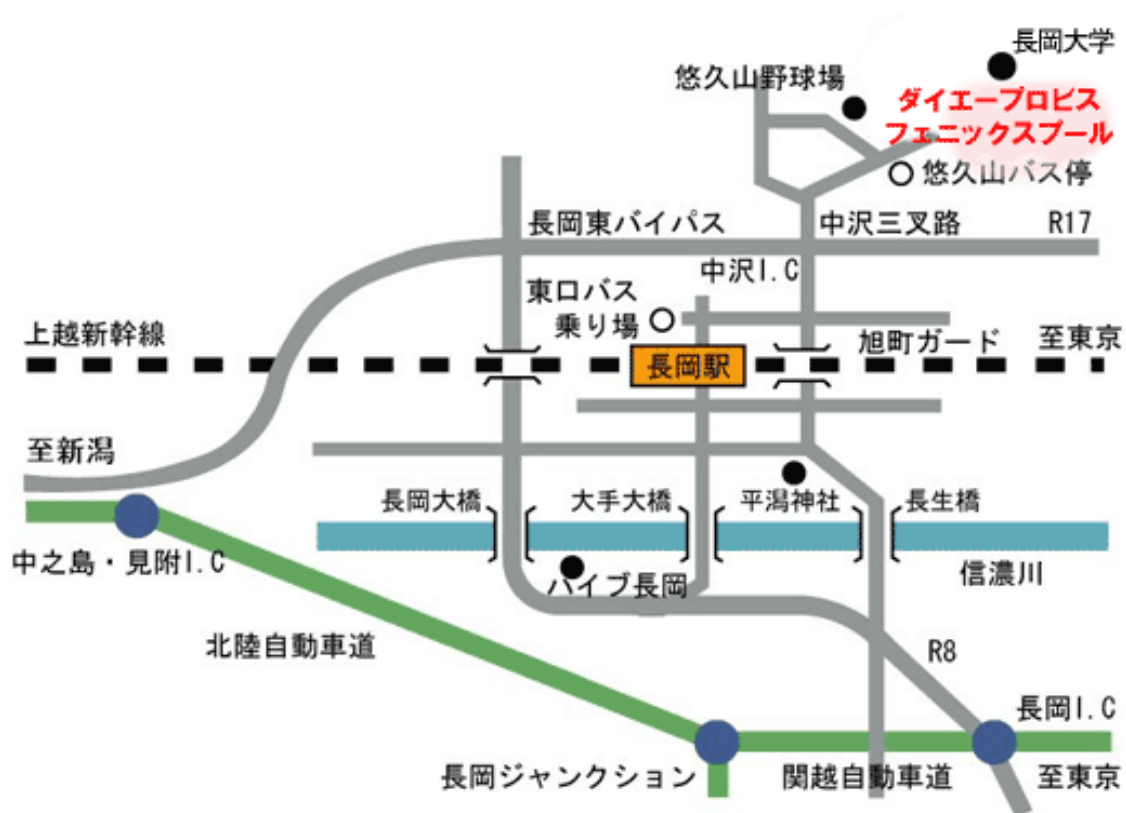 長岡大学
悠久山野球場
ダイエープロビス
フェニックスプール
悠久山バス停
長岡東バイパス
中沢三叉路
R17
中沢I.C
東口バス
乗り場
上越新幹線
旭町ガード
至東京
長岡駅
至新潟
長岡大橋
大手大橋
平潟神社
長生橋
中之島・見附I.C
ハイブ長岡
信濃川
北陸自動車道
R8
長岡I.C
長岡ジャンクション
関越自動車道
至東京